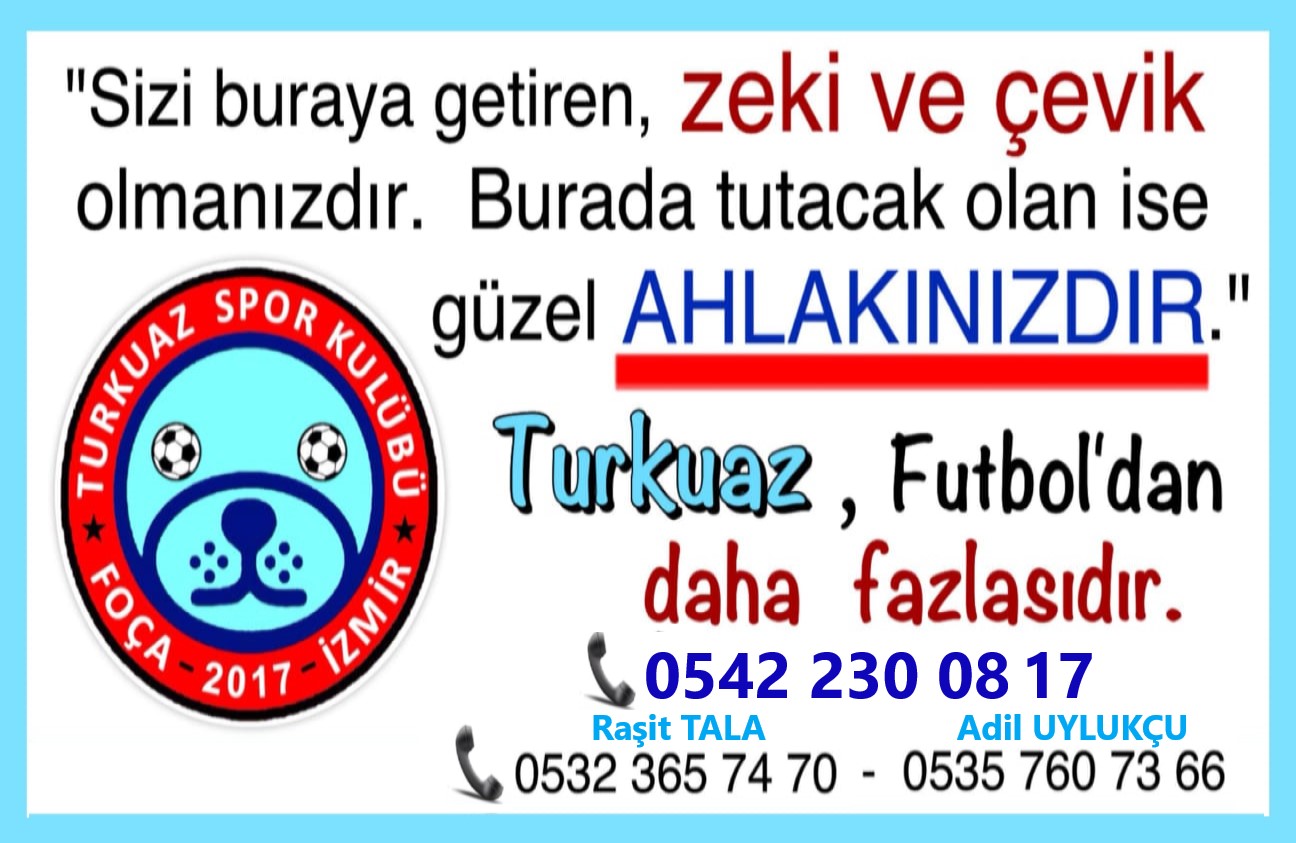 "Sizi buraya getiren, zeki ve çevik
olmanızdır. Burada tutacak olan ise
güzel AHLAKINIZDIR."
TURKUAZ SPOR KULÜBÜ
FOÇA - 2017 - İZMİR
Turkuaz , Futbol'dan
daha fazlasıdır.
0542 230 08 17
Raşit TALA Adil UYLUKÇU
0532 365 74 70 - 0535 760 73 66